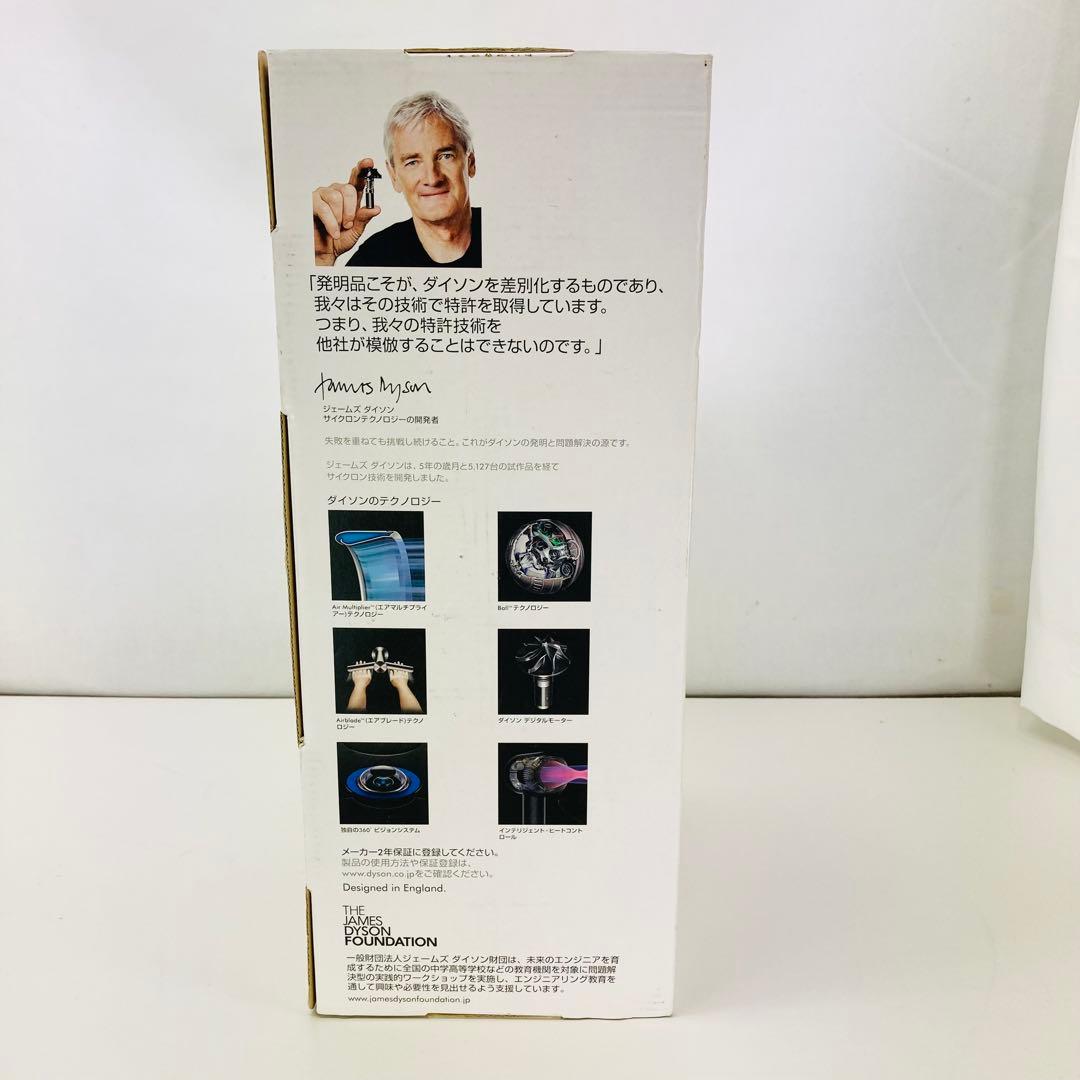 「発明品こそが、ダイソンを差別化するものであり、
我々はその技術で特許を取得しています。
つまり、我々の特許技術を
他社が模倣することはできないのです。」
James Dyson
ジェームズ ダイソン
サイクロンテクノロジーの開発者
失敗を重ねても挑戦し続けること。これがダイソンの発明と問題解決の源です。
ジェームズ ダイソンは、5年の歳月と5,127台の試作品を経て
サイクロン技術を開発しました。
ダイソンのテクノロジー
Air Multiplier™(エアマルチプライ
アー)テクノロジー
Ball™ テクノロジー
Airblade™(エアブレード)テクノ
ロジー
ダイソン デジタルモーター
独自の360° ビジョンシステム
インテリジェント・ヒートコント
ロール
メーカー2年保証に登録してください。
製品の使用方法や保証登録は、
www.dyson.co.jpをご確認ください。
Designed in England.
THE
JAMES
DYSON
FOUNDATION
一般財団法人ジェームズ ダイソン財団は、未来のエンジニアを育
成するために全国の中学高等学校などの教育機関を対象に問題解
決型の実践的ワークショップを実施し、エンジニアリング教育を
通して興味や必要性を見出せるよう支援しています。
www.jamesdysonfoundation.jp